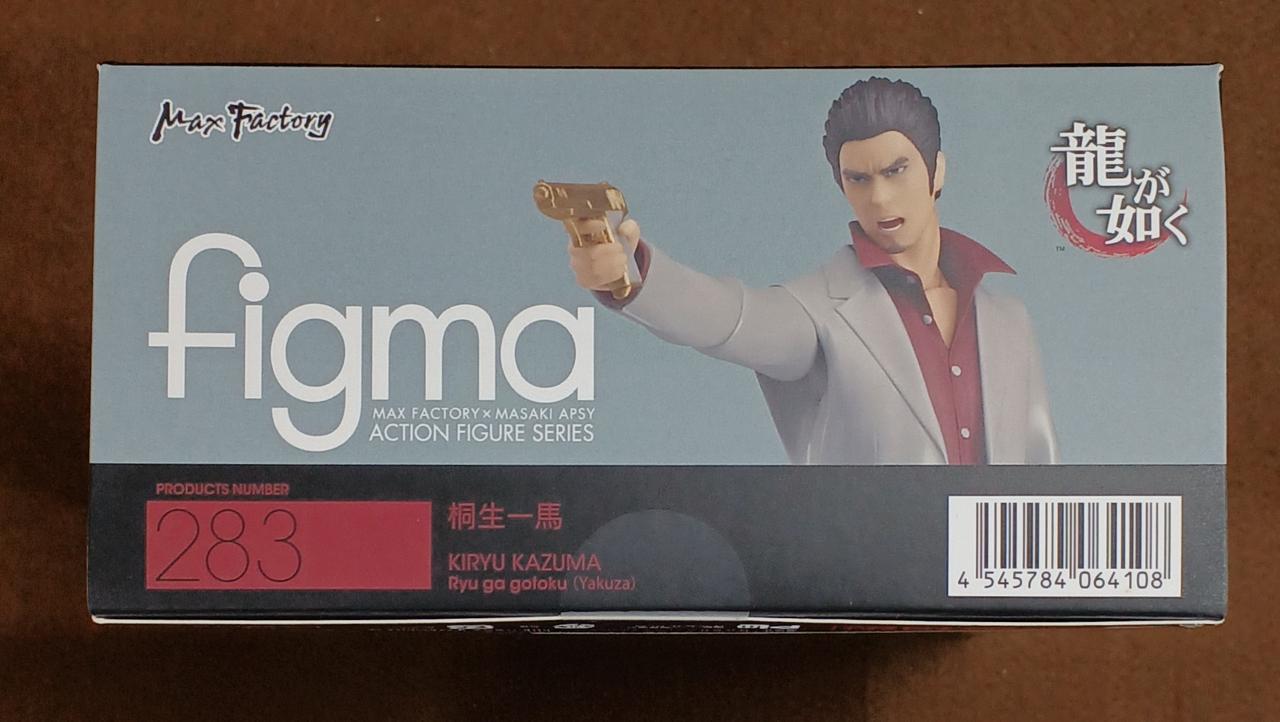 Max Factory
龍が如く
™
figma
MAX FACTORY×MASAKI APSY
ACTION FIGURE SERIES
PRODUCTS NUMBER
283
桐生一馬
KIRYU KAZUMA
Ryu ga gotoku (Yakuza)
4 545784 064108